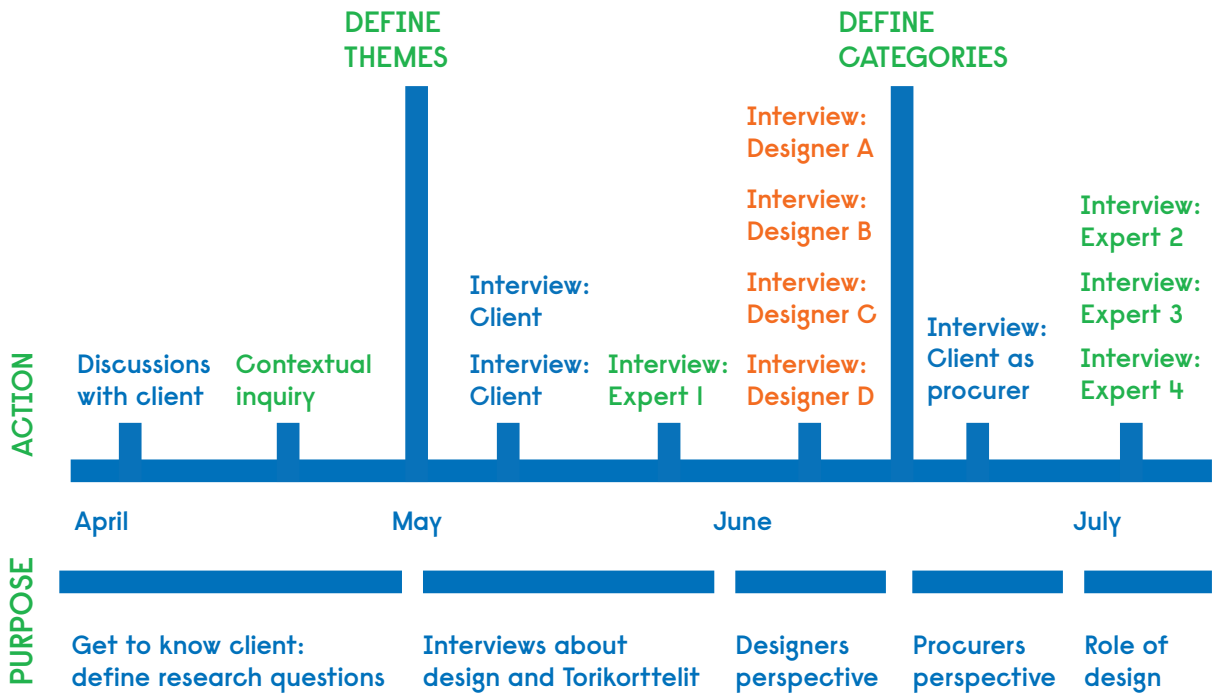 DEFINE
THEMES
DEFINE
CATEGORIES
ACTION
Discussions
with client
Contextual
inquiry
Interview:
Client
Interview:
Client
Interview:
Expert 1
Interview:
Designer A
Interview:
Designer B
Interview:
Designer C
Interview:
Designer D
Interview:
Client as
procurer
Interview:
Expert 2
Interview:
Expert 3
Interview:
Expert 4
April
May
June
July
PURPOSE
Get to know client:
define research questions
Interviews about
design and Torikorttelit
Designers
perspective
Procurers
perspective
Role of
design